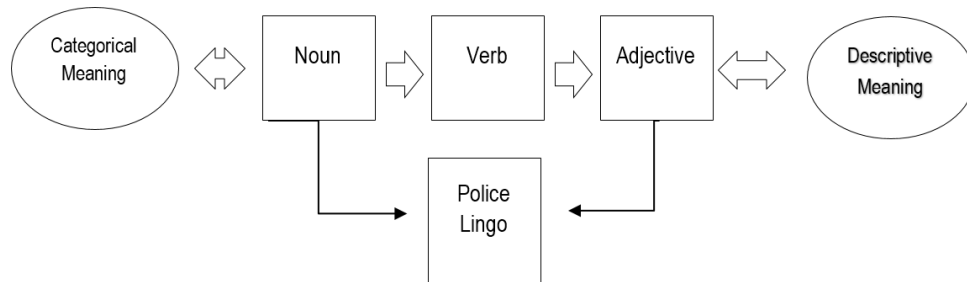 Categorical
Meaning
Noun
Verb
Adjective
Descriptive
Meaning
Police
Lingo